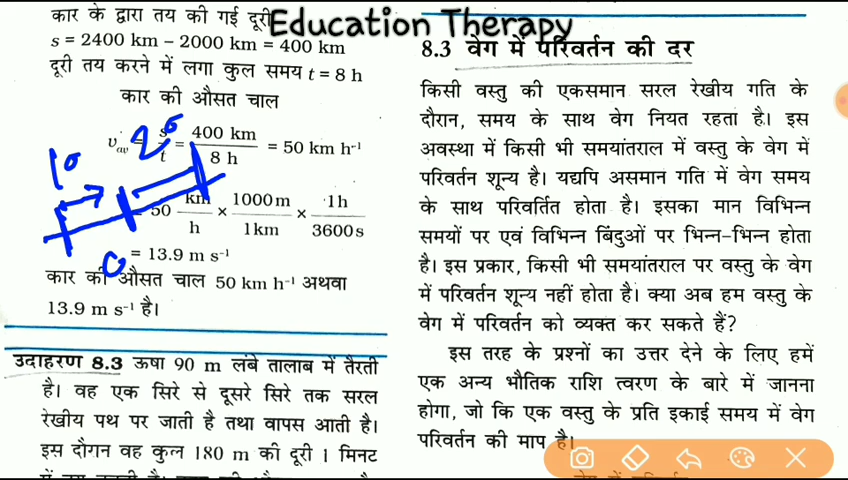 Education Therapy
कार के द्वारा तय की गई दूरी
s = 2400 km – 2000 km = 400 km
दूरी तय करने में लगा कुल समय t = 8 h
कार की औसत चाल
v_av = s/t = 400 km / 8 h = 50 km h⁻¹
= 50 km/h × 1000 m/1km × 1h/3600 s
= 13.9 m s⁻¹
कार की औसत चाल 50 km h⁻¹ अथवा
13.9 m s⁻¹ है।
उदाहरण 8.3 ऊषा 90 m लंबे तालाब में तैरती
है। वह एक सिरे से दूसरे सिरे तक सरल
रेखीय पथ पर जाती है तथा वापस आती है।
इस दौरान वह कुल 180 m की दूरी 1 मिनट
8.3 वेग में परिवर्तन की दर
किसी वस्तु की एकसमान सरल रेखीय गति के
दौरान, समय के साथ वेग नियत रहता है। इस
अवस्था में किसी भी समयांतराल में वस्तु के वेग में
परिवर्तन शून्य है। यद्यपि असमान गति में वेग समय
के साथ परिवर्तित होता है। इसका मान विभिन्न
समयों पर एवं विभिन्न बिंदुओं पर भिन्न-भिन्न होता
है। इस प्रकार, किसी भी समयांतराल पर वस्तु के वेग
में परिवर्तन शून्य नहीं होता है। क्या अब हम वस्तु के
वेग में परिवर्तन को व्यक्त कर सकते हैं?
इस तरह के प्रश्नों का उत्तर देने के लिए हमें
एक अन्य भौतिक राशि त्वरण के बारे में जानना
होगा, जो कि एक वस्तु के प्रति इकाई समय में वेग
परिवर्तन की माप है।